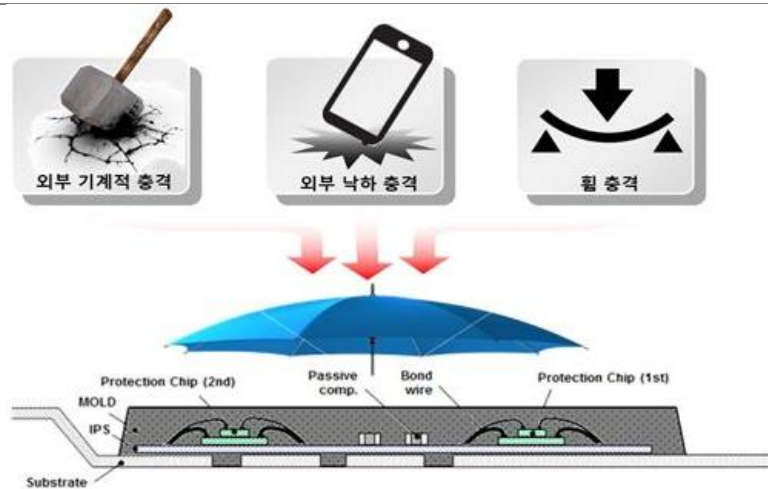 외부 기계적 충격
외부 낙하 충격
휨 충격
Protection Chip (2nd)
Passive
comp.
Bond
wire
Protection Chip (1st)
MOLD
IPS
Substrate